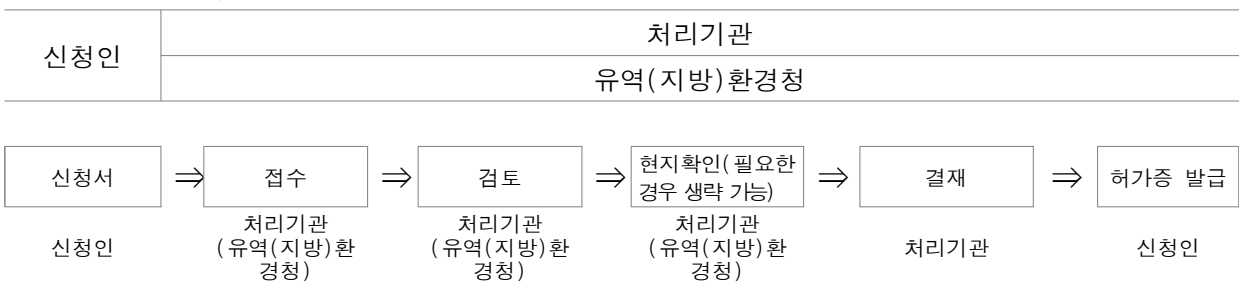 신청인
처리기관
유역(지방)환경청
신청서 ⇒ 접수 ⇒ 검토 ⇒ 현지확인(필요한 ⇒ 결재 ⇒ 허가증 발급
경우 생략 가능)
신청인 처리기관 처리기관 처리기관 처리기관 신청인
(유역(지방)환 (유역(지방)환 (유역(지방)환
경청) 경청) 경청)